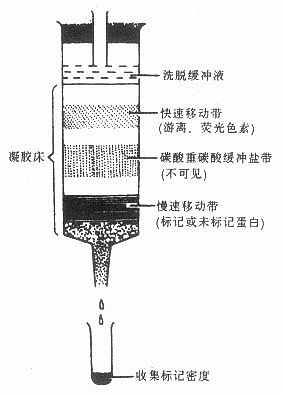 洗脱缓冲液
快速移动带
(游离、荧光色素)
凝胶床
碳酸重碳酸缓冲盐带
(不可见)
慢速移动带
(标记或未标记蛋白)
收集标记密度